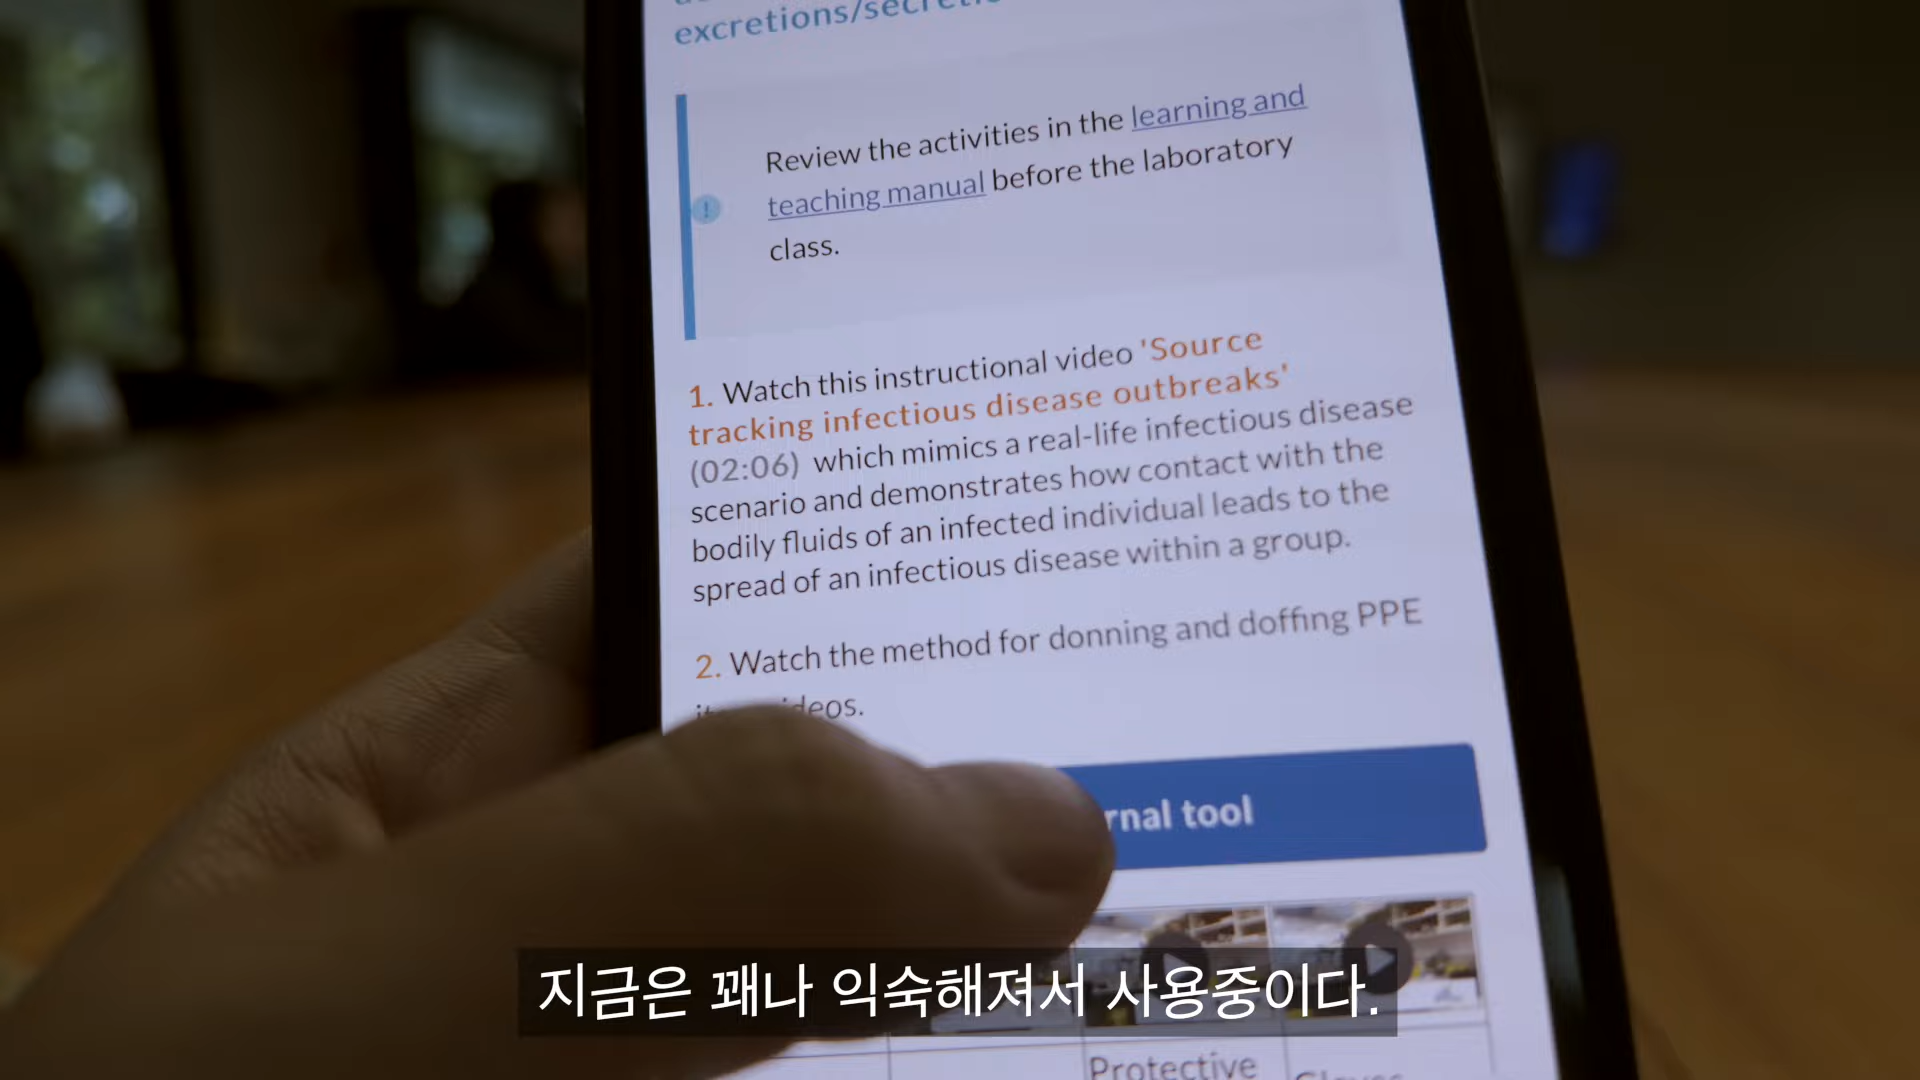 excretions/secretio
Review the activities in the learning and
teaching manual before the laboratory
class.
1. Watch this instructional video 'Source
tracking infectious disease outbreaks'
(02:06) which mimics a real-life infectious disease
scenario and demonstrates how contact with the
bodily fluids of an infected individual leads to the
spread of an infectious disease within a group.
2. Watch the method for donning and doffing PPE
rnal tool
지금은 꽤나 익숙해져서 사용중이다.
Protective